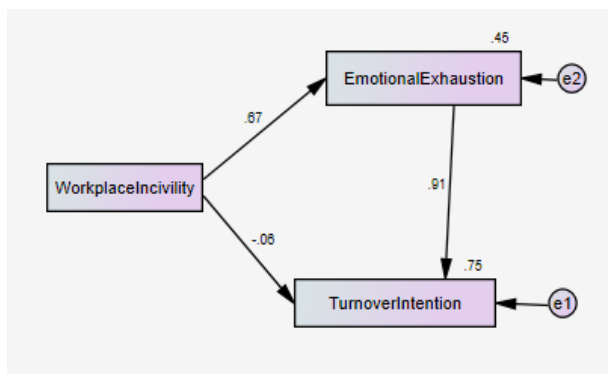 .45
EmotionalExhaustion
e2
.67
.91
WorkplaceIncivility
-.06
.75
TurnoverIntention
e1